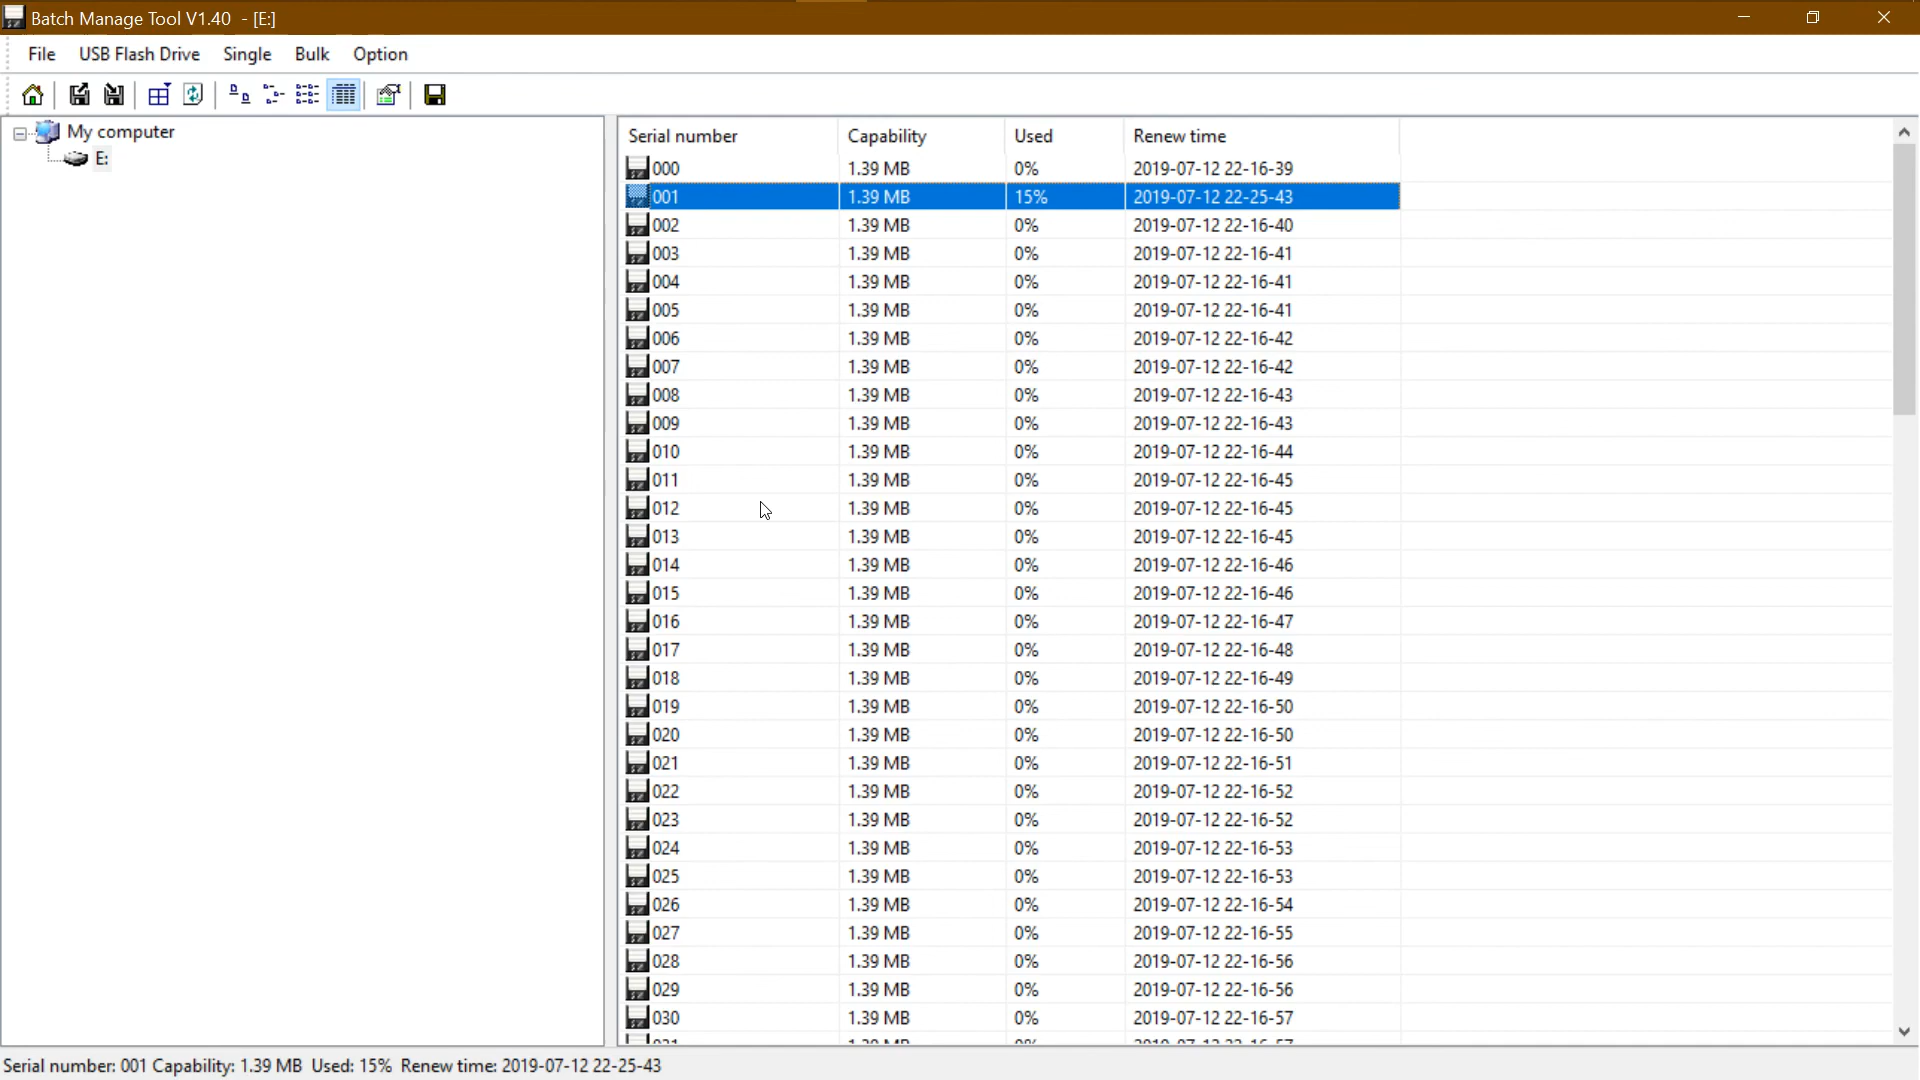 Batch Manage Tool V1.40 - [E:]
File USB Flash Drive Single Bulk Option
My computer
E:
Serial number Capability Used Renew time
000 1.39 MB 0% 2019-07-12 22-16-39
001 1.39 MB 15% 2019-07-12 22-25-43
002 1.39 MB 0% 2019-07-12 22-16-40
003 1.39 MB 0% 2019-07-12 22-16-41
004 1.39 MB 0% 2019-07-12 22-16-41
005 1.39 MB 0% 2019-07-12 22-16-41
006 1.39 MB 0% 2019-07-12 22-16-42
007 1.39 MB 0% 2019-07-12 22-16-42
008 1.39 MB 0% 2019-07-12 22-16-43
009 1.39 MB 0% 2019-07-12 22-16-43
010 1.39 MB 0% 2019-07-12 22-16-44
011 1.39 MB 0% 2019-07-12 22-16-45
012 1.39 MB 0% 2019-07-12 22-16-45
013 1.39 MB 0% 2019-07-12 22-16-45
014 1.39 MB 0% 2019-07-12 22-16-46
015 1.39 MB 0% 2019-07-12 22-16-46
016 1.39 MB 0% 2019-07-12 22-16-47
017 1.39 MB 0% 2019-07-12 22-16-48
018 1.39 MB 0% 2019-07-12 22-16-49
019 1.39 MB 0% 2019-07-12 22-16-50
020 1.39 MB 0% 2019-07-12 22-16-50
021 1.39 MB 0% 2019-07-12 22-16-51
022 1.39 MB 0% 2019-07-12 22-16-52
023 1.39 MB 0% 2019-07-12 22-16-52
024 1.39 MB 0% 2019-07-12 22-16-53
025 1.39 MB 0% 2019-07-12 22-16-53
026 1.39 MB 0% 2019-07-12 22-16-54
027 1.39 MB 0% 2019-07-12 22-16-55
028 1.39 MB 0% 2019-07-12 22-16-56
029 1.39 MB 0% 2019-07-12 22-16-56
030 1.39 MB 0% 2019-07-12 22-16-57
Serial number: 001 Capability: 1.39 MB Used: 15% Renew time: 2019-07-12 22-25-43